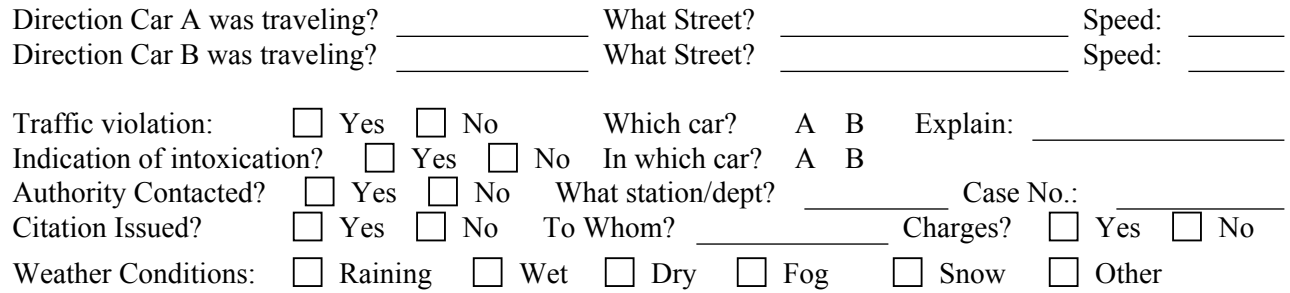 Direction Car A was traveling? What Street? Speed:
Direction Car B was traveling? What Street? Speed:
Traffic violation: Yes No Which car? A B Explain:
Indication of intoxication? Yes No In which car? A B
Authority Contacted? Yes No What station/dept? Case No.:
Citation Issued? Yes No To Whom? Charges? Yes No
Weather Conditions: Raining Wet Dry Fog Snow Other